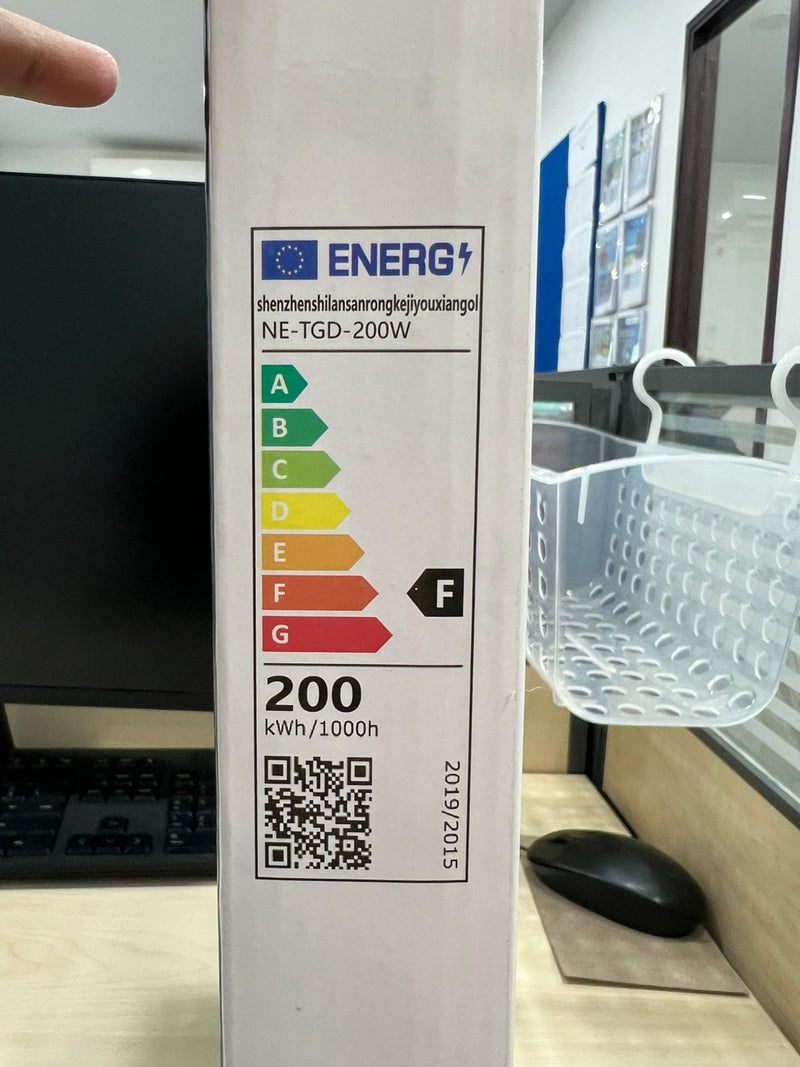 ENERG
shenzhenshilansanrongkejiyouxiangol
NE-TGD-200W
A
B
C
D
E
F
F
G
200
kWh/1000h
2019/2015